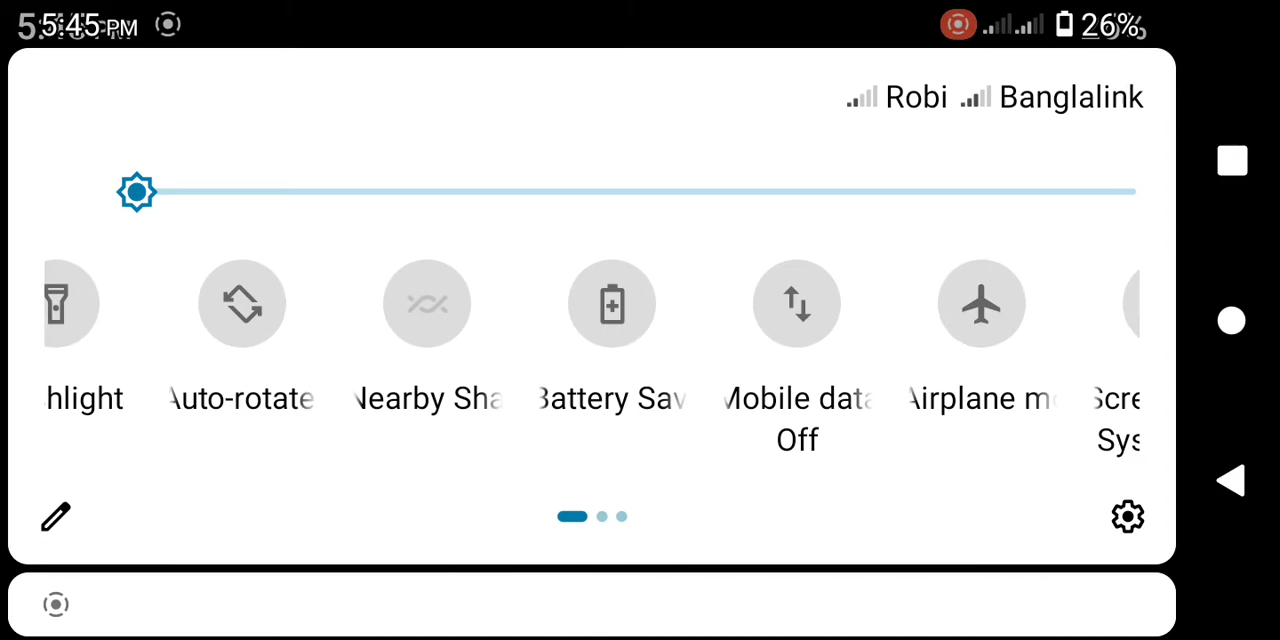 5:45 PM 26%
Robi Banglalink
hlight Auto-rotate Nearby Sha Battery Sav Mobile data Airplane m Scre
Off Sys